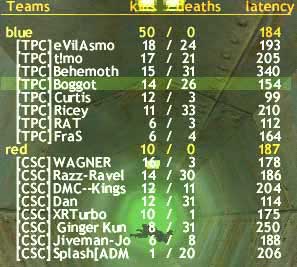 Teams kills / deaths latency
blue 50 / 0 184
[TPC]eVilAsmo 18 / 24 193
[TPC]t!mo 17 / 21 205
[TPC]Behemoth 15 / 31 340
[TPC]Boggot 14 / 26 154
[TPC]Curtis 12 / 3 99
[TPC]Ricey 11 / 33 210
[TPC]RAT 6 / 3 112
[TPC]FraS 6 / 4 164
red 10 / 0 187
[CSC]WAGNER 16 / 3 178
[CSC]Razz-Ravel 14 / 30 186
[CSC]DMC--Kings 12 / 11 204
[CSC]Dan 12 / 31 114
[CSC]XRTurbo 10 / 1 175
[CSC] Ginger Kun 8 / 31 250
[CSC]Jiveman-Jo 6 / 8 188
[CSC]Splash[ADM 1 / 20 206